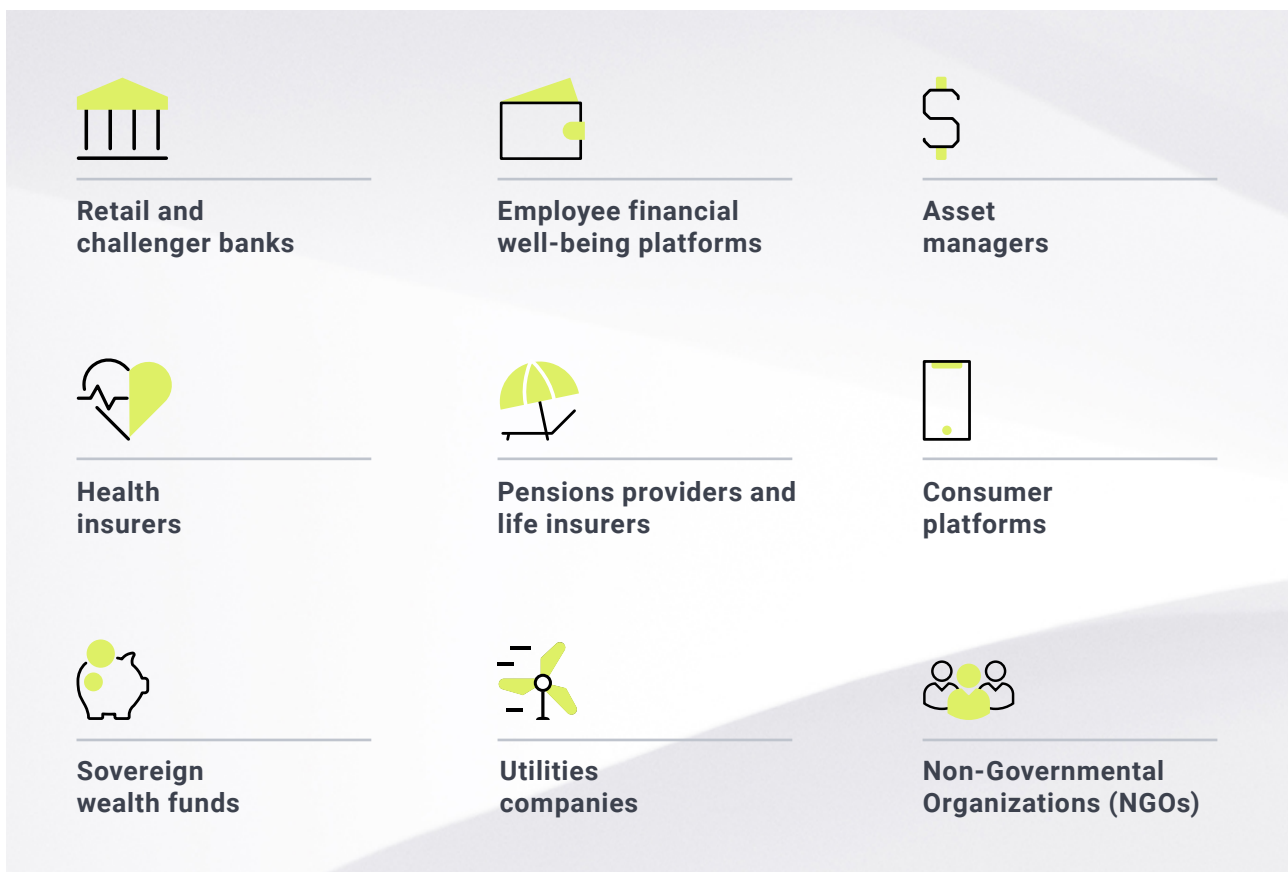 Retail and
challenger banks
Employee financial
well-being platforms
Asset
managers
Health
insurers
Pensions providers and
life insurers
Consumer
platforms
Sovereign
wealth funds
Utilities
companies
Non-Governmental
Organizations (NGOs)